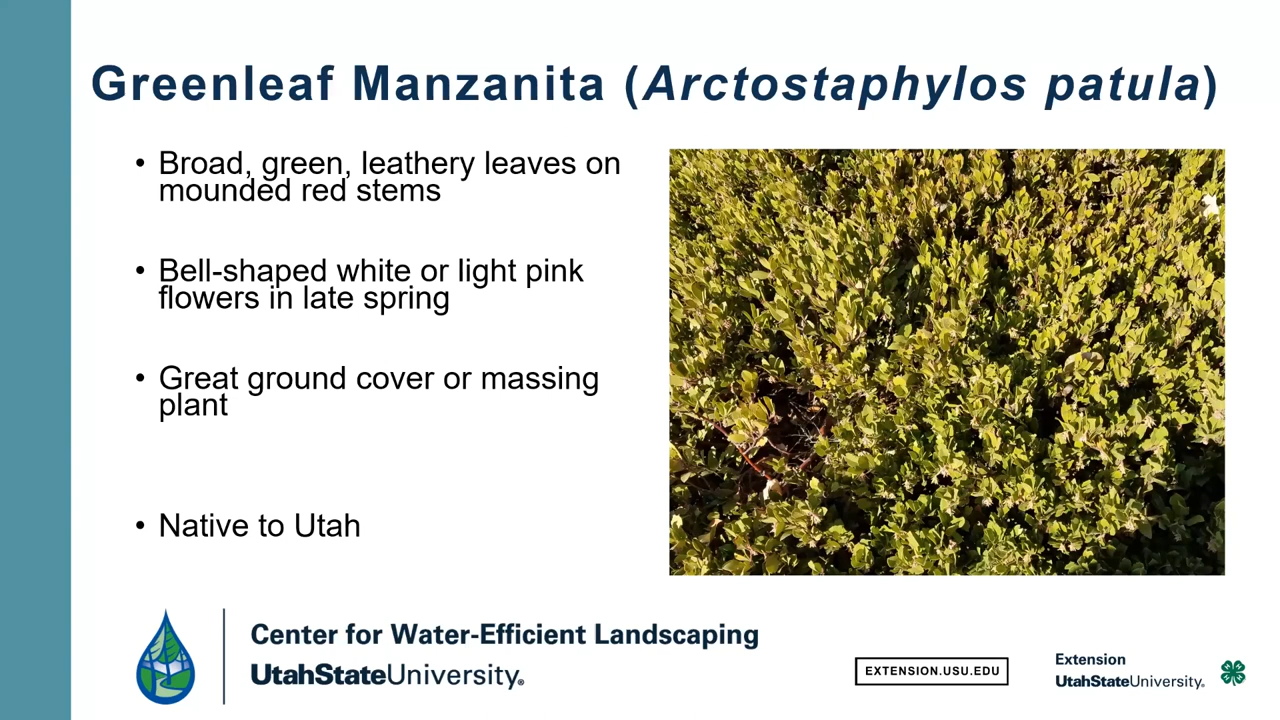 Greenleaf Manzanita (Arctostaphylos patula)
• Broad, green, leathery leaves on
mounded red stems
• Bell-shaped white or light pink
flowers in late spring
• Great ground cover or massing
plant
• Native to Utah
Center for Water-Efficient Landscaping
UtahStateUniversity®
EXTENSION.USU.EDU
Extension
UtahStateUniversity®